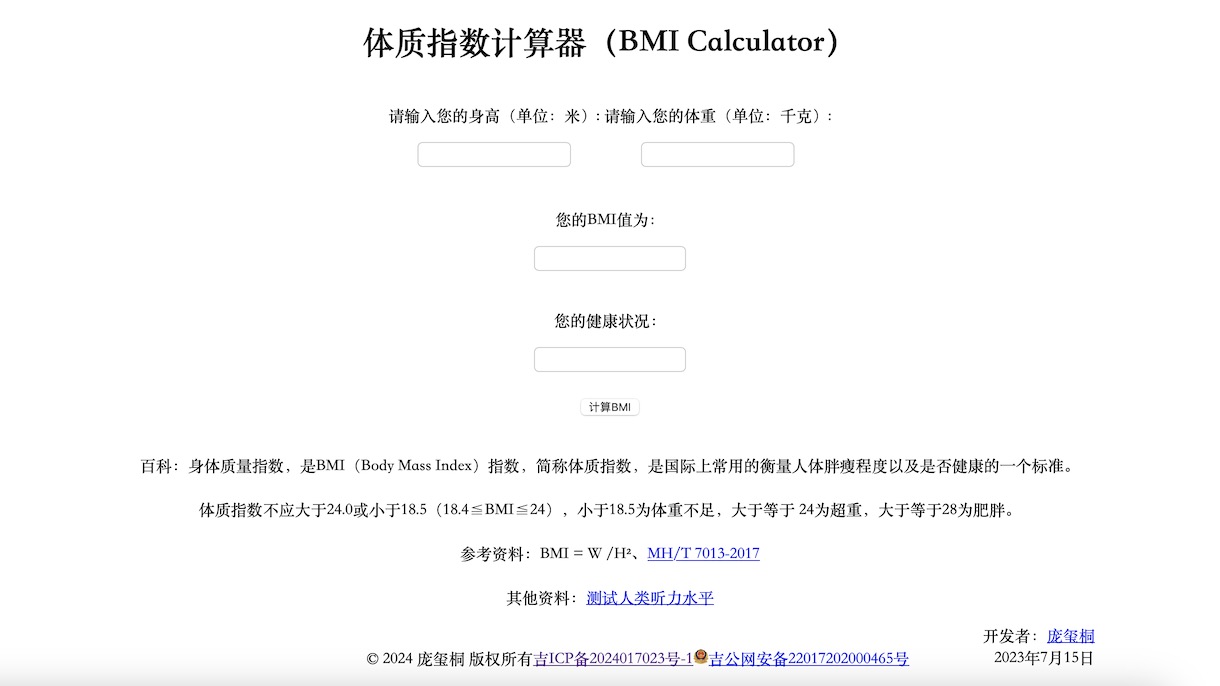 体质指数计算器（BMI Calculator）
请输入您的身高（单位：米）: 请输入您的体重（单位：千克）:
您的BMI值为:
您的健康状况:
计算BMI
百科：身体质量指数，是BMI（Body Mass Index）指数，简称体质指数，是国际上常用的衡量人体胖瘦程度以及是否健康的一个标准。
体质指数不应大于24.0或小于18.5（18.4≦BMI≦24），小于18.5为体重不足，大于等于 24为超重，大于等于28为肥胖。
参考资料：BMI = W /H²、MH/T 7013-2017
其他资料：测试人类听力水平
开发者：庞玺桐
© 2024 庞玺桐 版权所有吉ICP备2024017023号-1吉公网安备22017202000465号
2023年7月15日